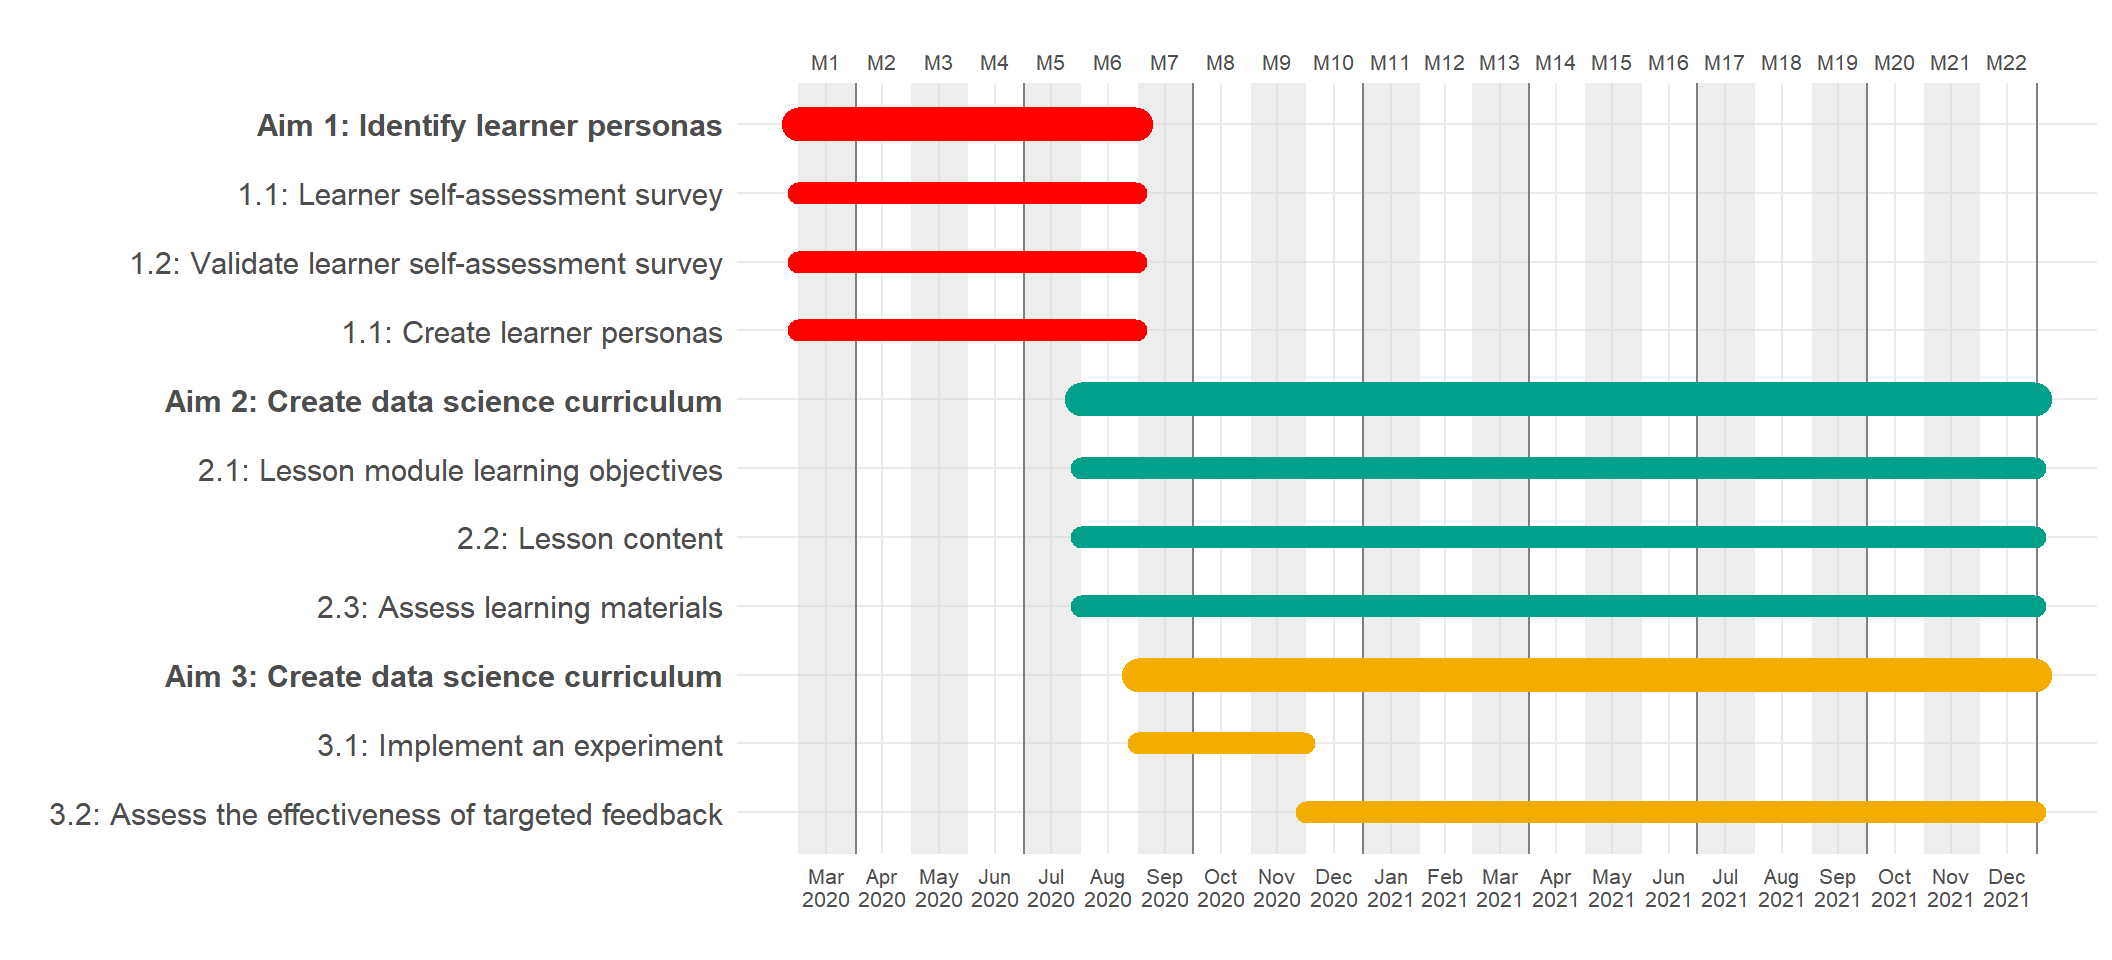 M1 M2 M3 M4 M5 M6 M7 M8 M9 M10 M11 M12 M13 M14 M15 M16 M17 M18 M19 M20 M21 M22
Aim 1: Identify learner personas
1.1: Learner self-assessment survey
1.2: Validate learner self-assessment survey
1.1: Create learner personas
Aim 2: Create data science curriculum
2.1: Lesson module learning objectives
2.2: Lesson content
2.3: Assess learning materials
Aim 3: Create data science curriculum
3.1: Implement an experiment
3.2: Assess the effectiveness of targeted feedback
Mar Apr May Jun Jul Aug Sep Oct Nov Dec Jan Feb Mar Apr May Jun Jul Aug Sep Oct Nov Dec
2020 2020 2020 2020 2020 2020 2020 2020 2020 2020 2021 2021 2021 2021 2021 2021 2021 2021 2021 2021 2021 2021